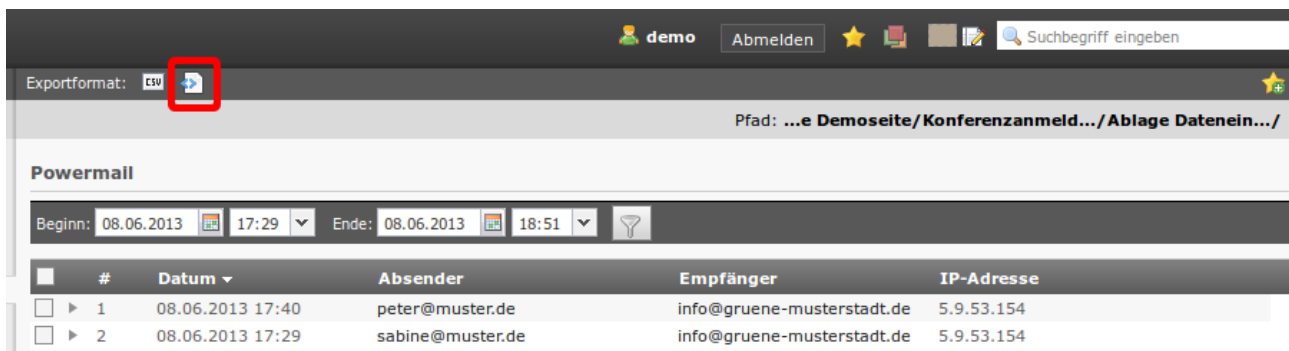 demo Abmelden Suchbegriff eingeben
Exportformat: CSV
Pfad: ...e Demoseite/Konferenzanmeld.../Ablage Datenein.../
Powermail
Beginn: 08.06.2013 17:29 Ende: 08.06.2013 18:51
# Datum Absender Empfänger IP-Adresse
1 08.06.2013 17:40 peter@muster.de info@gruene-musterstadt.de 5.9.53.154
2 08.06.2013 17:29 sabine@muster.de info@gruene-musterstadt.de 5.9.53.154